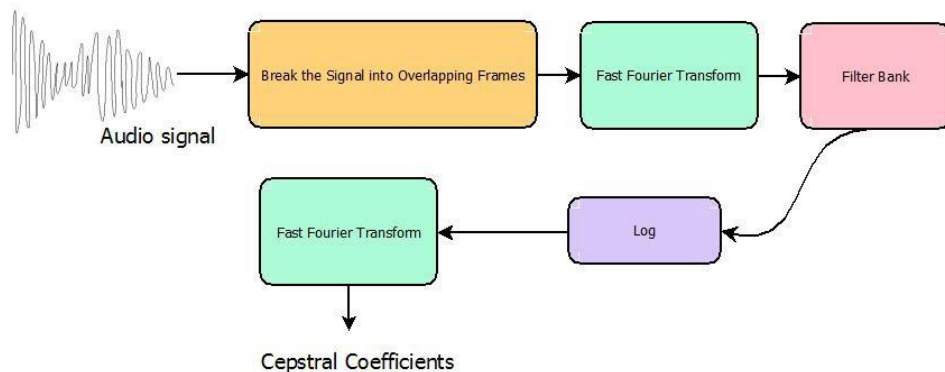 Break the Signal into Overlapping Frames
Fast Fourier Transform
Filter Bank
Audio signal
Fast Fourier Transform
Log
Cepstral Coefficients